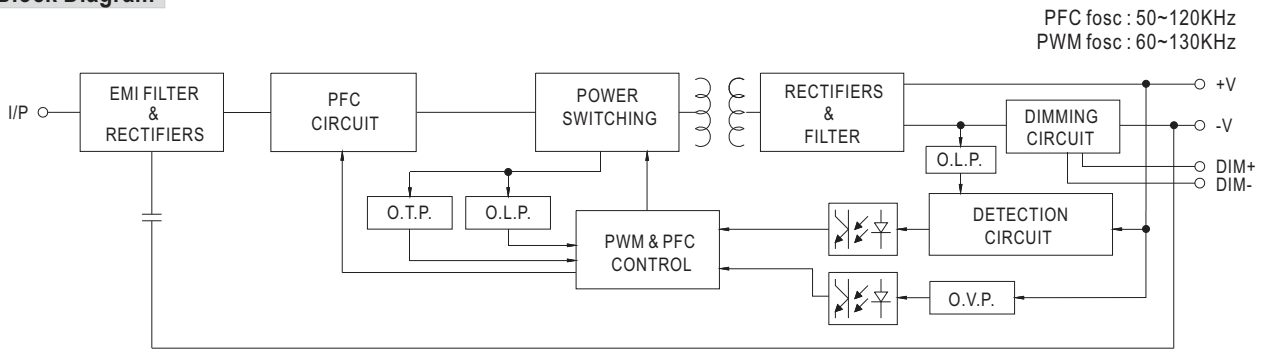 Block Diagram
PFC fosc : 50~120KHz
PWM fosc : 60~130KHz
I/P
EMI FILTER
&
RECTIFIERS
PFC
CIRCUIT
POWER
SWITCHING
RECTIFIERS
&
FILTER
DIMMING
CIRCUIT
+V
-V
DIM+
DIM-
O.L.P.
O.T.P.
O.L.P.
PWM & PFC
CONTROL
DETECTION
CIRCUIT
O.V.P.